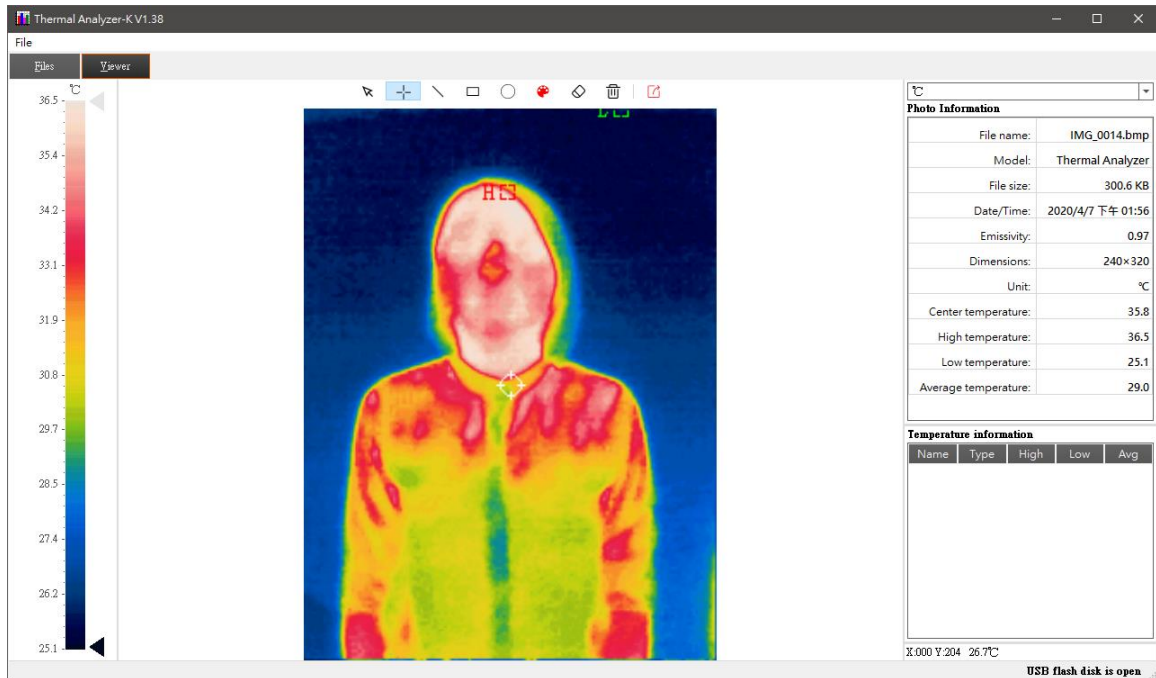 Thermal Analyzer-K V1.38
File
Files Viewer
℃
36.5
35.4
34.2
33.1
31.9
30.8
29.7
28.5
27.4
26.2
25.1
L
H
℃
Photo Information
File name: IMG_0014.bmp
Model: Thermal Analyzer
File size: 300.6 KB
Date/Time: 2020/4/7 下午 01:56
Emissivity: 0.97
Dimensions: 240×320
Unit: ℃
Center temperature: 35.8
High temperature: 36.5
Low temperature: 25.1
Average temperature: 29.0
Temperature information
Name Type High Low Avg
X:000 Y:204 26.7℃
USB flash disk is open